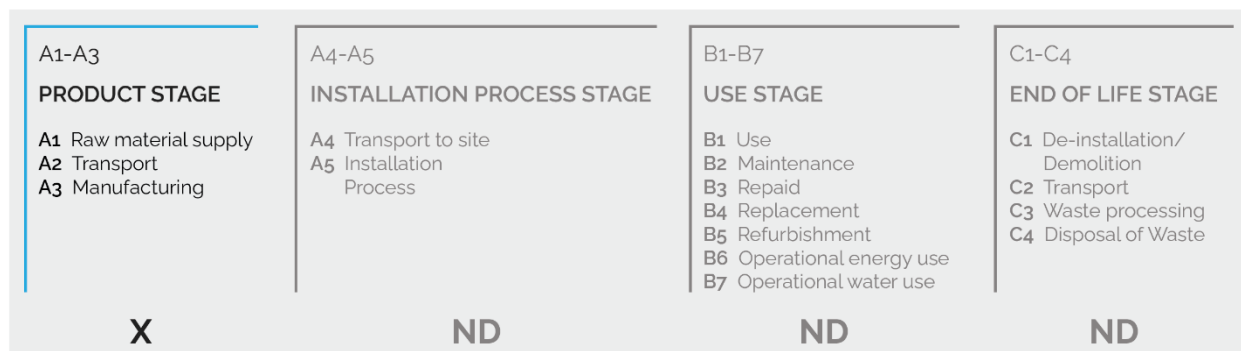 A1-A3
PRODUCT STAGE
A1 Raw material supply
A2 Transport
A3 Manufacturing
X
A4-A5
INSTALLATION PROCESS STAGE
A4 Transport to site
A5 Installation
Process
ND
B1-B7
USE STAGE
B1 Use
B2 Maintenance
B3 Repaid
B4 Replacement
B5 Refurbishment
B6 Operational energy use
B7 Operational water use
ND
C1-C4
END OF LIFE STAGE
C1 De-installation/
Demolition
C2 Transport
C3 Waste processing
C4 Disposal of Waste
ND